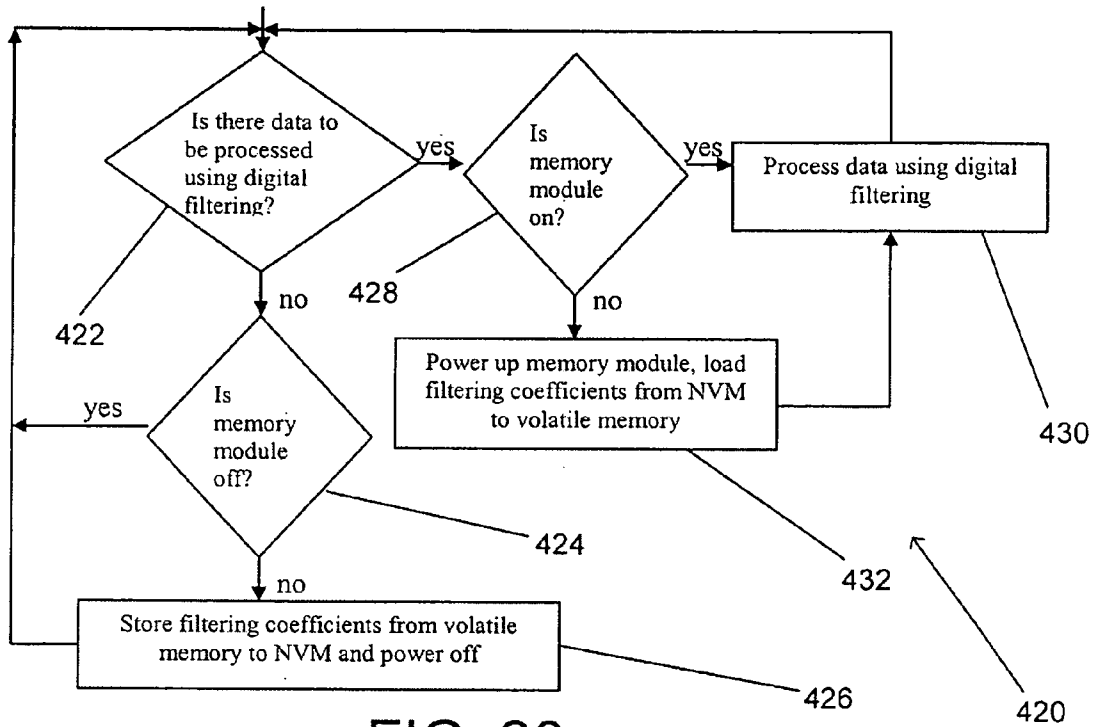 Is there data to
be processed
using digital
filtering?
yes
Is
memory
module
on?
yes
Process data using digital
filtering
422
no
428
no
430
Power up memory module, load
filtering coefficients from NVM
to volatile memory
yes
Is
memory
module
off?
424
432
no
Store filtering coefficients from volatile
memory to NVM and power off
426
420